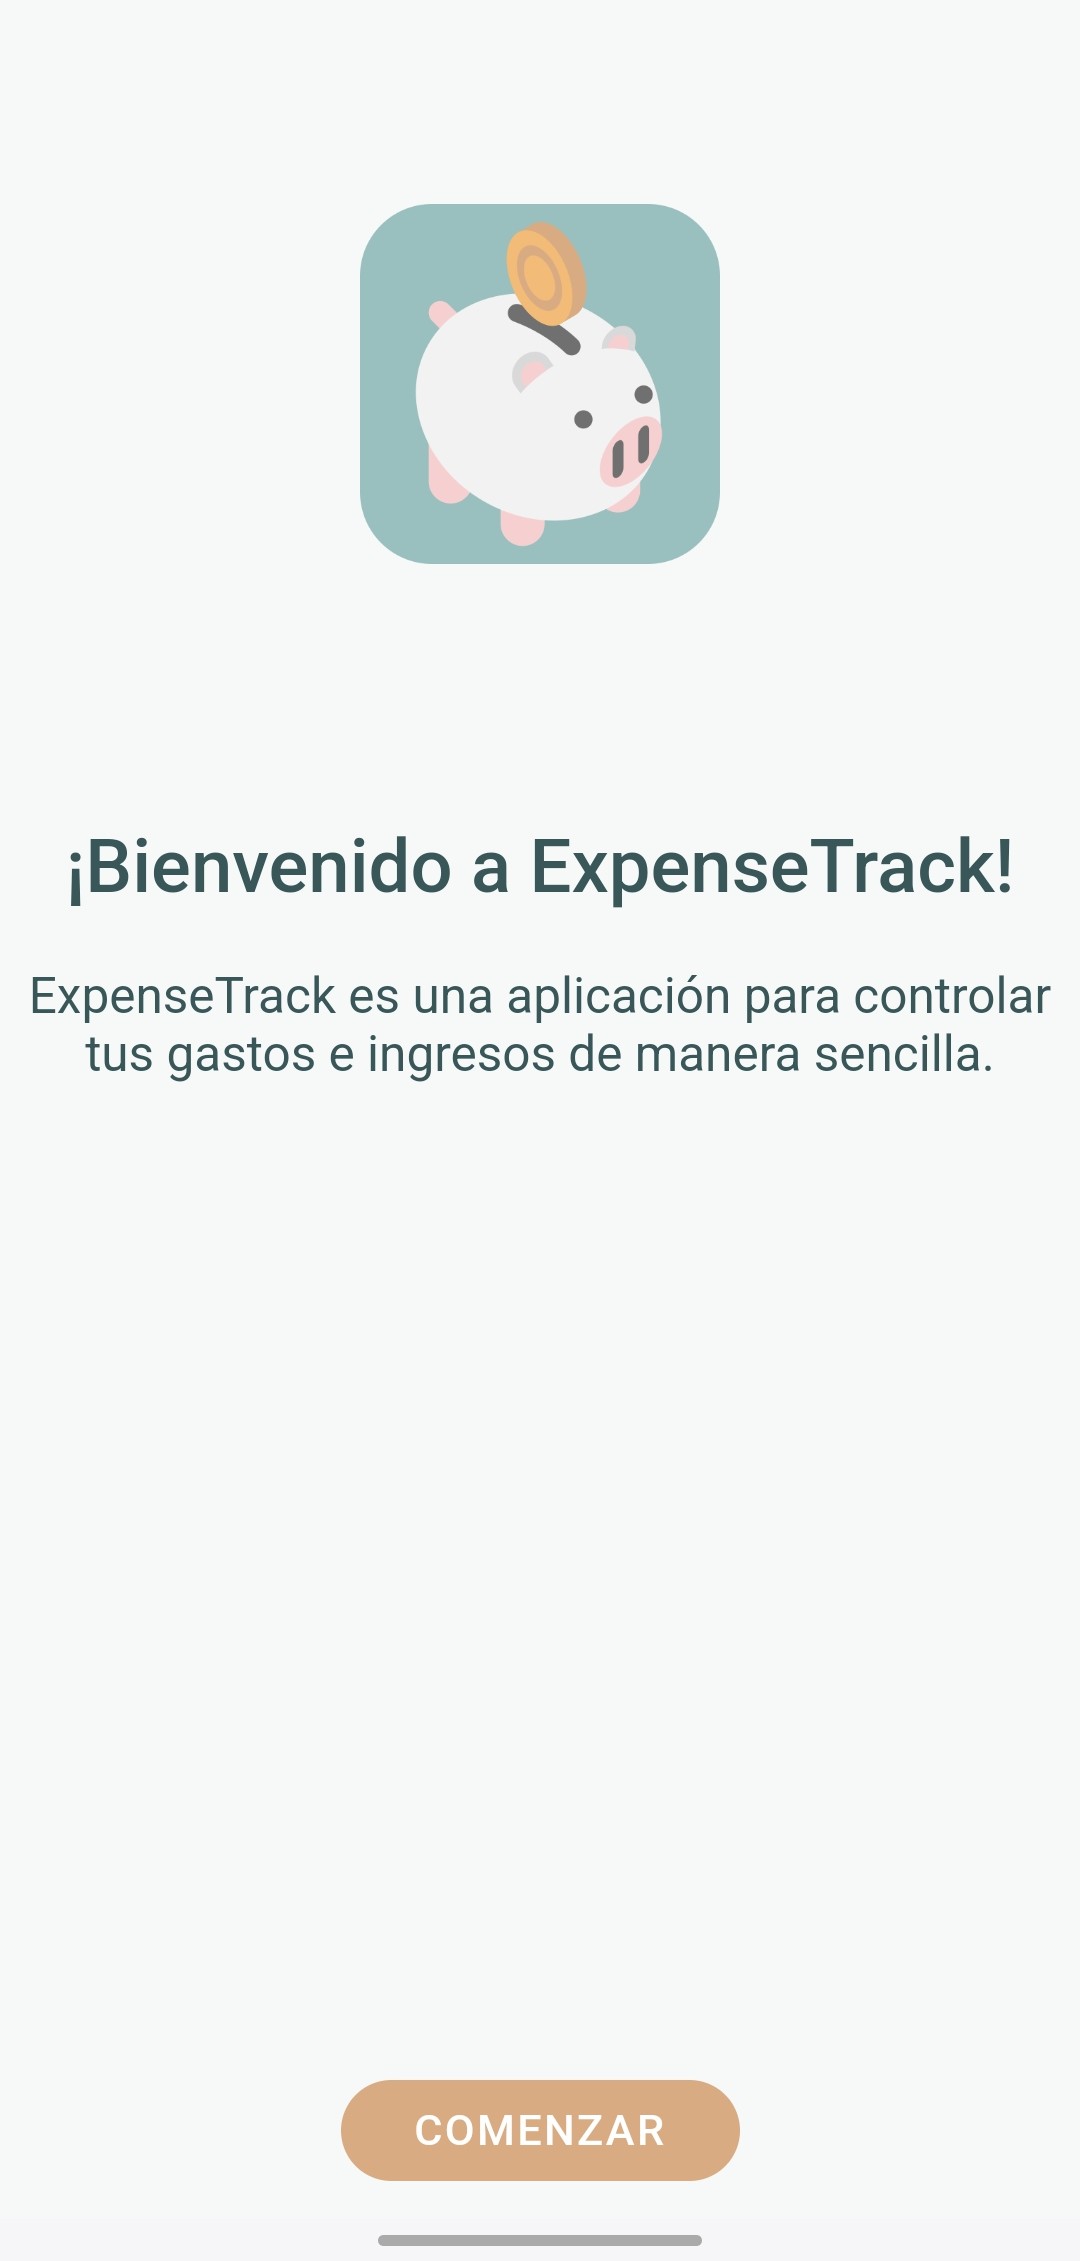 ¡Bienvenido a ExpenseTrack!
ExpenseTrack es una aplicación para controlar
tus gastos e ingresos de manera sencilla.
COMENZAR